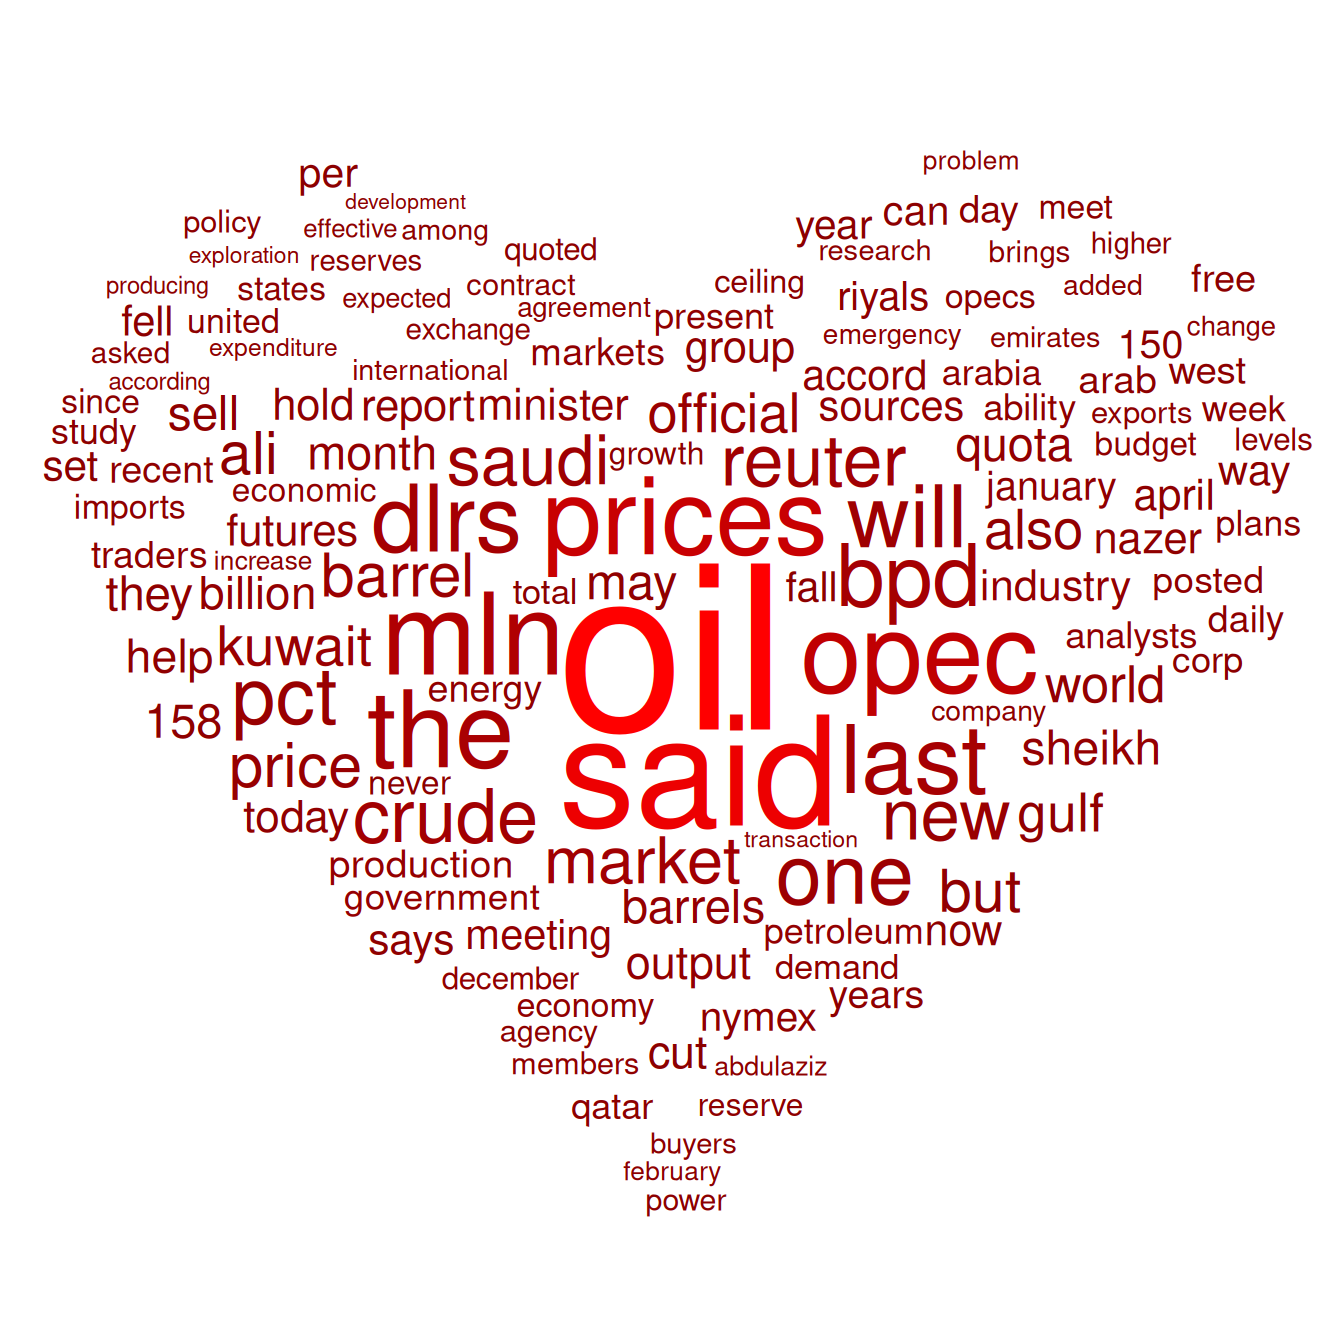 problem
per
development
can day meet
year
policy effective among
higher
quoted research brings
exploration reserves
free
ceiling
producing states expected contract
added
riyals opecs
agreement
fell united exchange present
change
emergency emirates
150
asked expenditure markets group
international
west
according
accord arabia arab
since sell hold report minister official sources ability exports week
study
levels
ali month saudi growth reuter quota budget
set recent
way
economic january april
imports
futures dlrs prices will also nazer plans
traders increase
barrel total may fall bpd industry posted
they billion
daily
help kuwait mln oil opec analysts
corp
energy world
pct
158 the company
last sheikh
price never
said
today crude new gulf
transaction
production market one
government barrels but
says meeting petroleum now
output demand
december
years
economy nymex
agency
members cut abdulaziz
qatar reserve
buyers
february
power